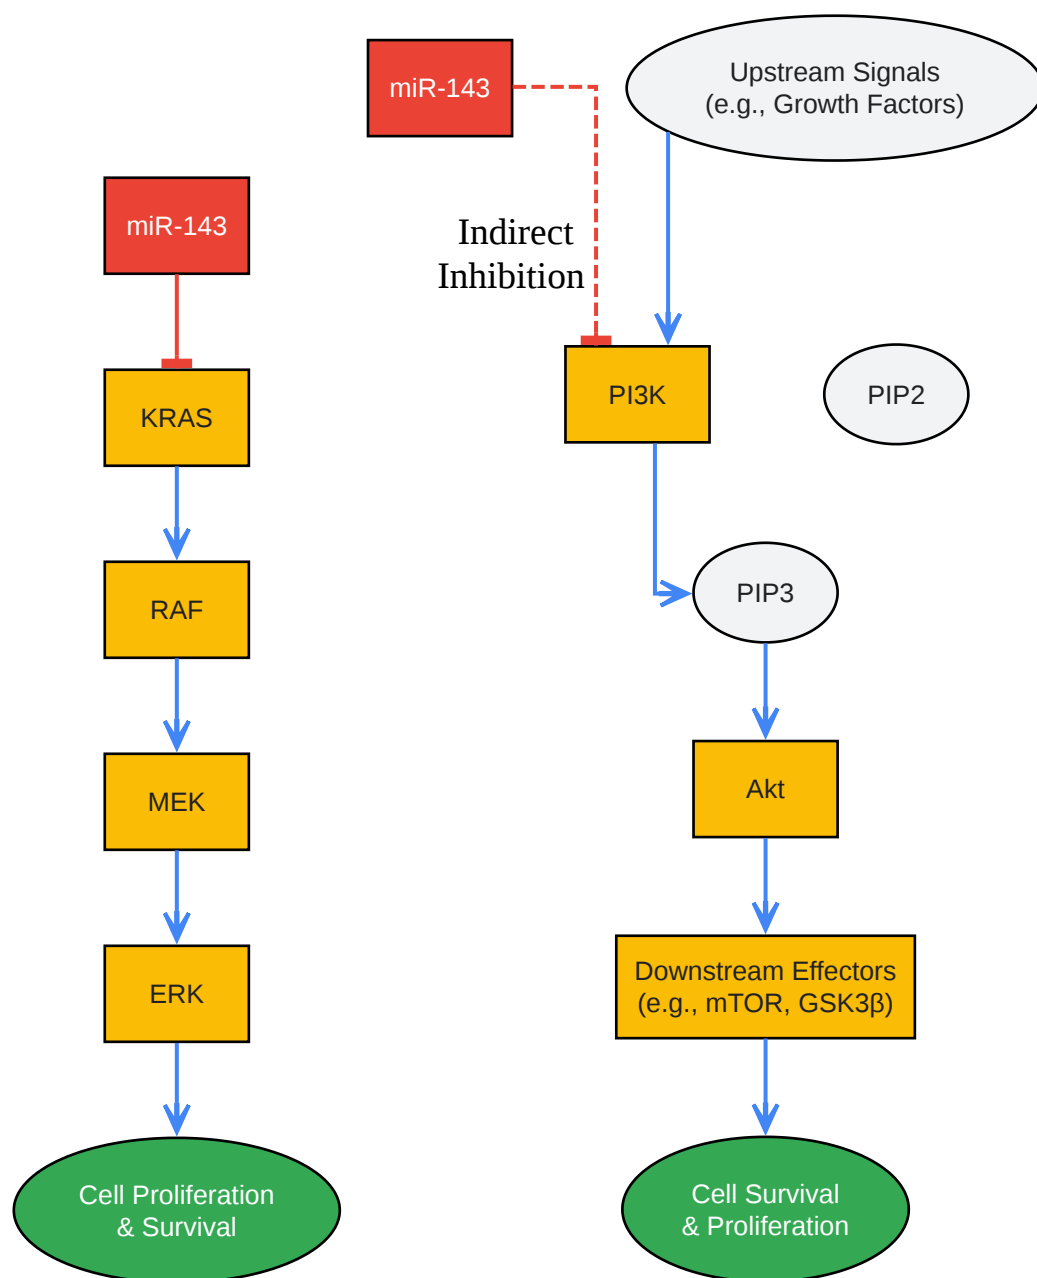 miR-143
KRAS
RAF
MEK
ERK
Cell Proliferation
& Survival
miR-143
Indirect
Inhibition
Upstream Signals
(e.g., Growth Factors)
PI3K
PIP2
PIP3
Akt
Downstream Effectors
(e.g., mTOR, GSK3β)
Cell Survival
& Proliferation